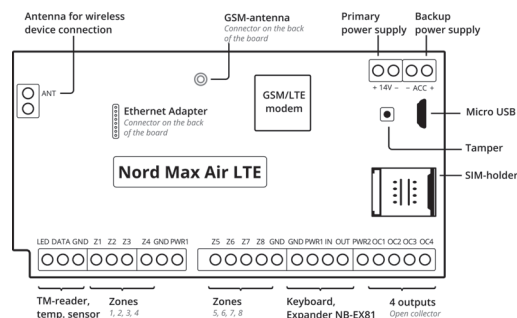 Antenna for wireless
device connection
GSM-antenna
Connector on the back
of the board
Primary
power supply
Backup
power supply
ANT
+ 14V –
– ACC +
GSM/LTE
modem
Ethernet Adapter
Connector on the back
of the board
Micro USB
Tamper
SIM-holder
Nord Max Air LTE
LED DATA GND Z1 Z2 Z3 Z4 GND PWR1
Z5 Z6 Z7 Z8 GND GND PWR1 IN OUT PWR2 OC1 OC2 OC3 OC4
TM-reader,
temp. sensor
Zones
1, 2, 3, 4
Zones
5, 6, 7, 8
Keyboard,
Expander NB-EX81
4 outputs
Open collector